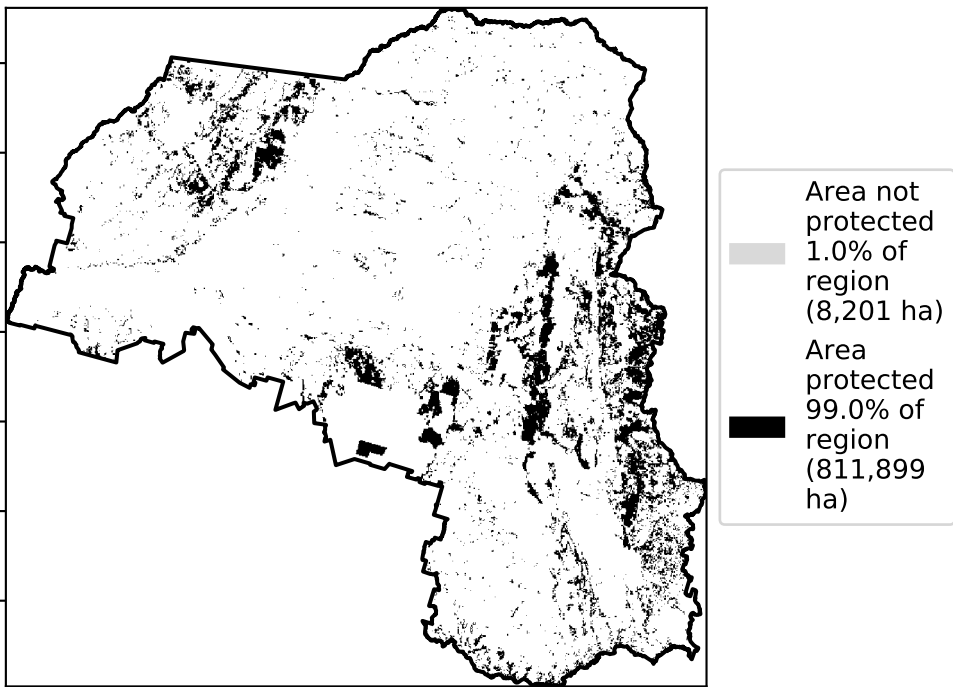 Area not
protected
1.0% of
region
(8,201 ha)
Area
protected
99.0% of
region
(811,899
ha)